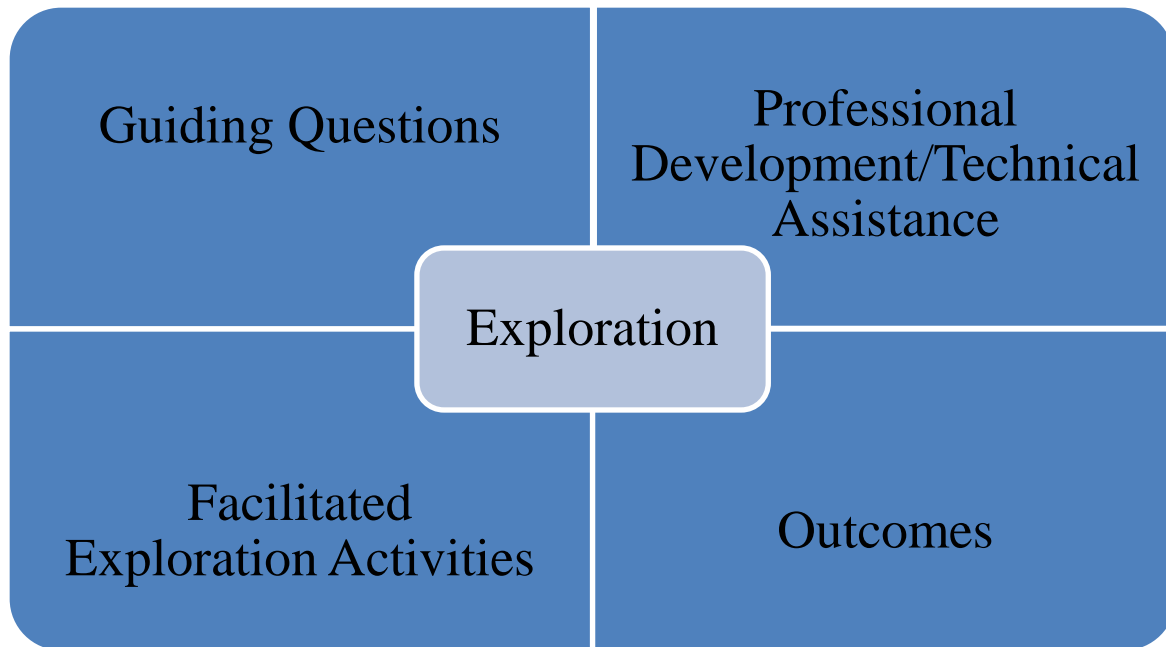 Guiding Questions
Professional
Development/Technical
Assistance
Exploration
Facilitated
Exploration Activities
Outcomes